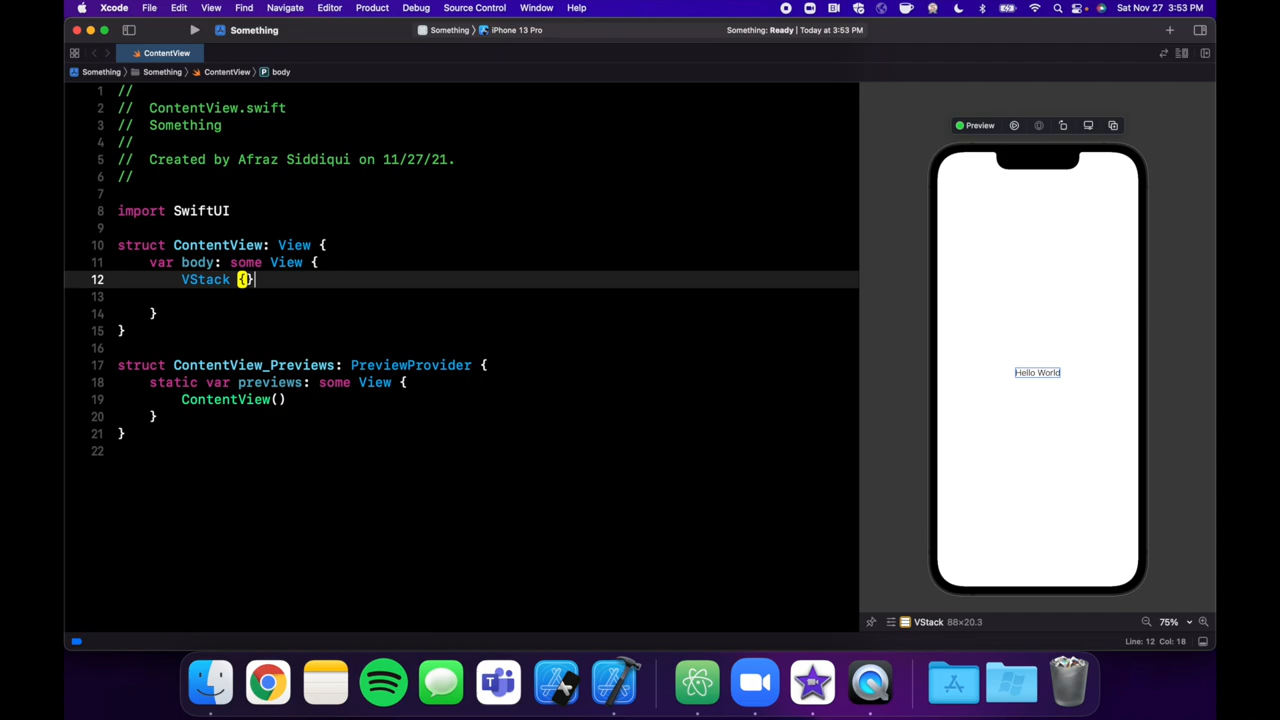 Xcode File Edit View Find Navigate Editor Product Debug Source Control Window Help Sat Nov 27 3:53 PM
Something Something 〉 iPhone 13 Pro Something: Ready | Today at 3:53 PM
ContentView
Something 〉 Something 〉 ContentView 〉 P body
1 //
2 // ContentView.swift
3 // Something
4 //
5 // Created by Afraz Siddiqui on 11/27/21.
6 //
7
8 import SwiftUI
9
10 struct ContentView: View {
11 var body: some View {
12 VStack {}
13
14 }
15 }
16
17 struct ContentView_Previews: PreviewProvider {
18 static var previews: some View {
19 ContentView()
20 }
21 }
22
Preview
Hello World
VStack 88×20.3 75%
Line: 12 Col: 18